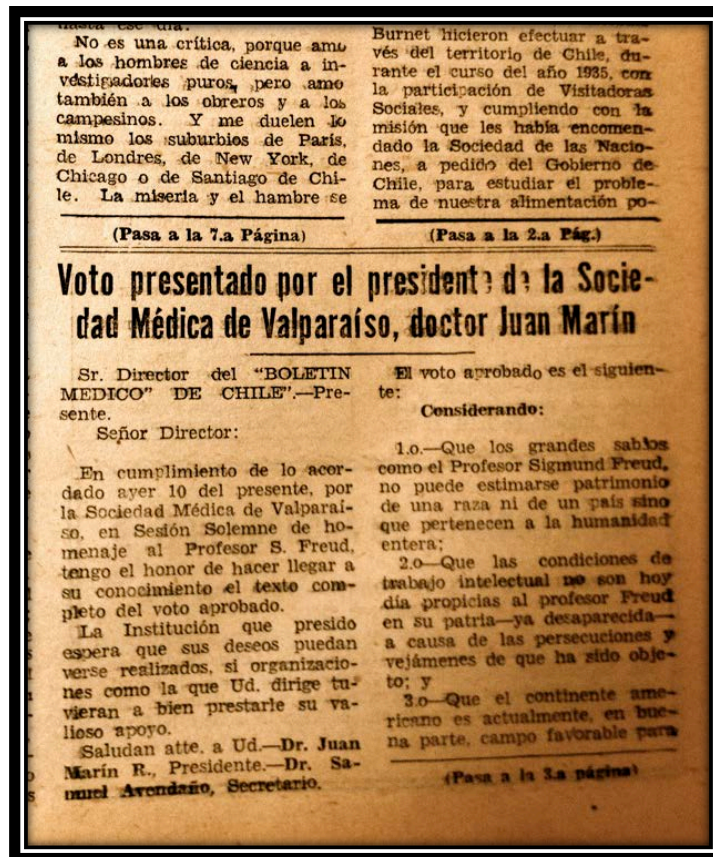 hasta ese día.
No es una crítica, porque amo
a los hombres de ciencia a in-
vestigadores puros, pero amo
también a los obreros y a los
campesinos. Y me duelen lo
mismo los suburbios de París,
de Londres, de New York, de
Chicago o de Santiago de Chi-
le. La miseria y el hambre se
(Pasa a la 7.a Página)
Burnet hicieron efectuar a tra-
vés del territorio de Chile, du-
rante el curso del año 1935, con
la participación de Visitadoras
Sociales, y cumpliendo con la
misión que les había encomen-
dado la Sociedad de las Nacio-
nes, a pedido del Gobierno de
Chile, para estudiar el proble-
ma de nuestra alimentación po-
(Pasa a la 2.a Pág.)
Voto presentado por el presidente de la Socie-
dad Médica de Valparaíso, doctor Juan Marín
Sr. Director del "BOLETIN
MEDICO" DE CHILE".—Pre-
sente.
Señor Director:
En cumplimiento de lo acor-
dado ayer 10 del presente, por
la Sociedad Médica de Valparaí-
so, en Sesión Solemne de ho-
menaje al Profesor S. Freud,
tengo el honor de hacer llegar a
su conocimiento el texto com-
pleto del voto aprobado.
La Institución que presido
espera que sus deseos puedan
verse realizados, si organizacio-
nes como la que Ud. dirige tu-
vieran a bien prestarle su va-
lioso apoyo.
Saludan atte. a Ud.—Dr. Juan
Marín R., Presidente.—Dr. Sa-
muel Avendaño, Secretario.
El voto aprobado es el siguien-
te:
Considerando:
1.o.—Que los grandes sabios
como el Profesor Sigmund Freud,
no puede estimarse patrimonio
de una raza ni de un país sino
que pertenecen a la humanidad
entera;
2.o—Que las condiciones de
trabajo intelectual no son hoy
día propicias al profesor Freud
en su patria—ya desaparecida—
a causa de las persecuciones y
vejámenes de que ha sido obje-
to; y
3.o—Que el continente ame-
ricano es actualmente, en bue-
na parte, campo favorable para
(Pasa a la 3.a página)